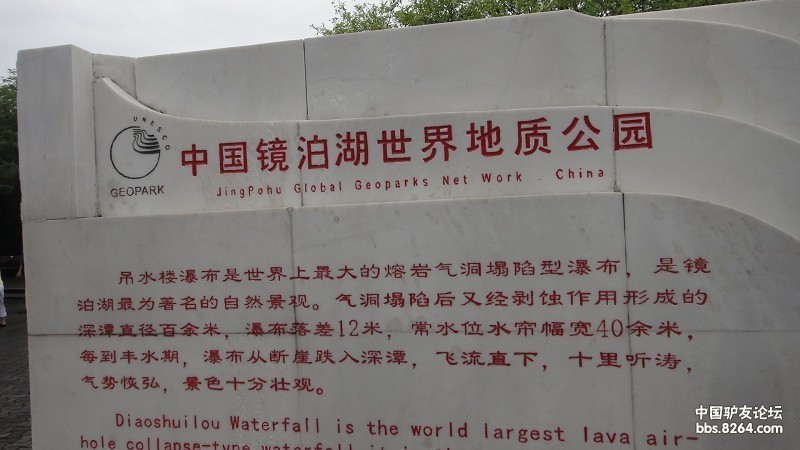 UNESCO
GEOPARK
中国镜泊湖世界地质公园
JingPohu Global Geoparks Net Work . China
吊水楼瀑布是世界上最大的熔岩气洞塌陷型瀑布，是镜
泊湖最为著名的自然景观。气洞塌陷后又经剥蚀作用形成的
深潭直径百余米，瀑布落差12米，常水位水帘幅宽40余米，
每到丰水期，瀑布从断崖跌入深潭，飞流直下，十里听涛，
气势恢弘，景色十分壮观。
Diaoshuilou Waterfall is the world largest lava air-
hole collapse-type waterfall
中国驴友论坛
bbs.8264.com